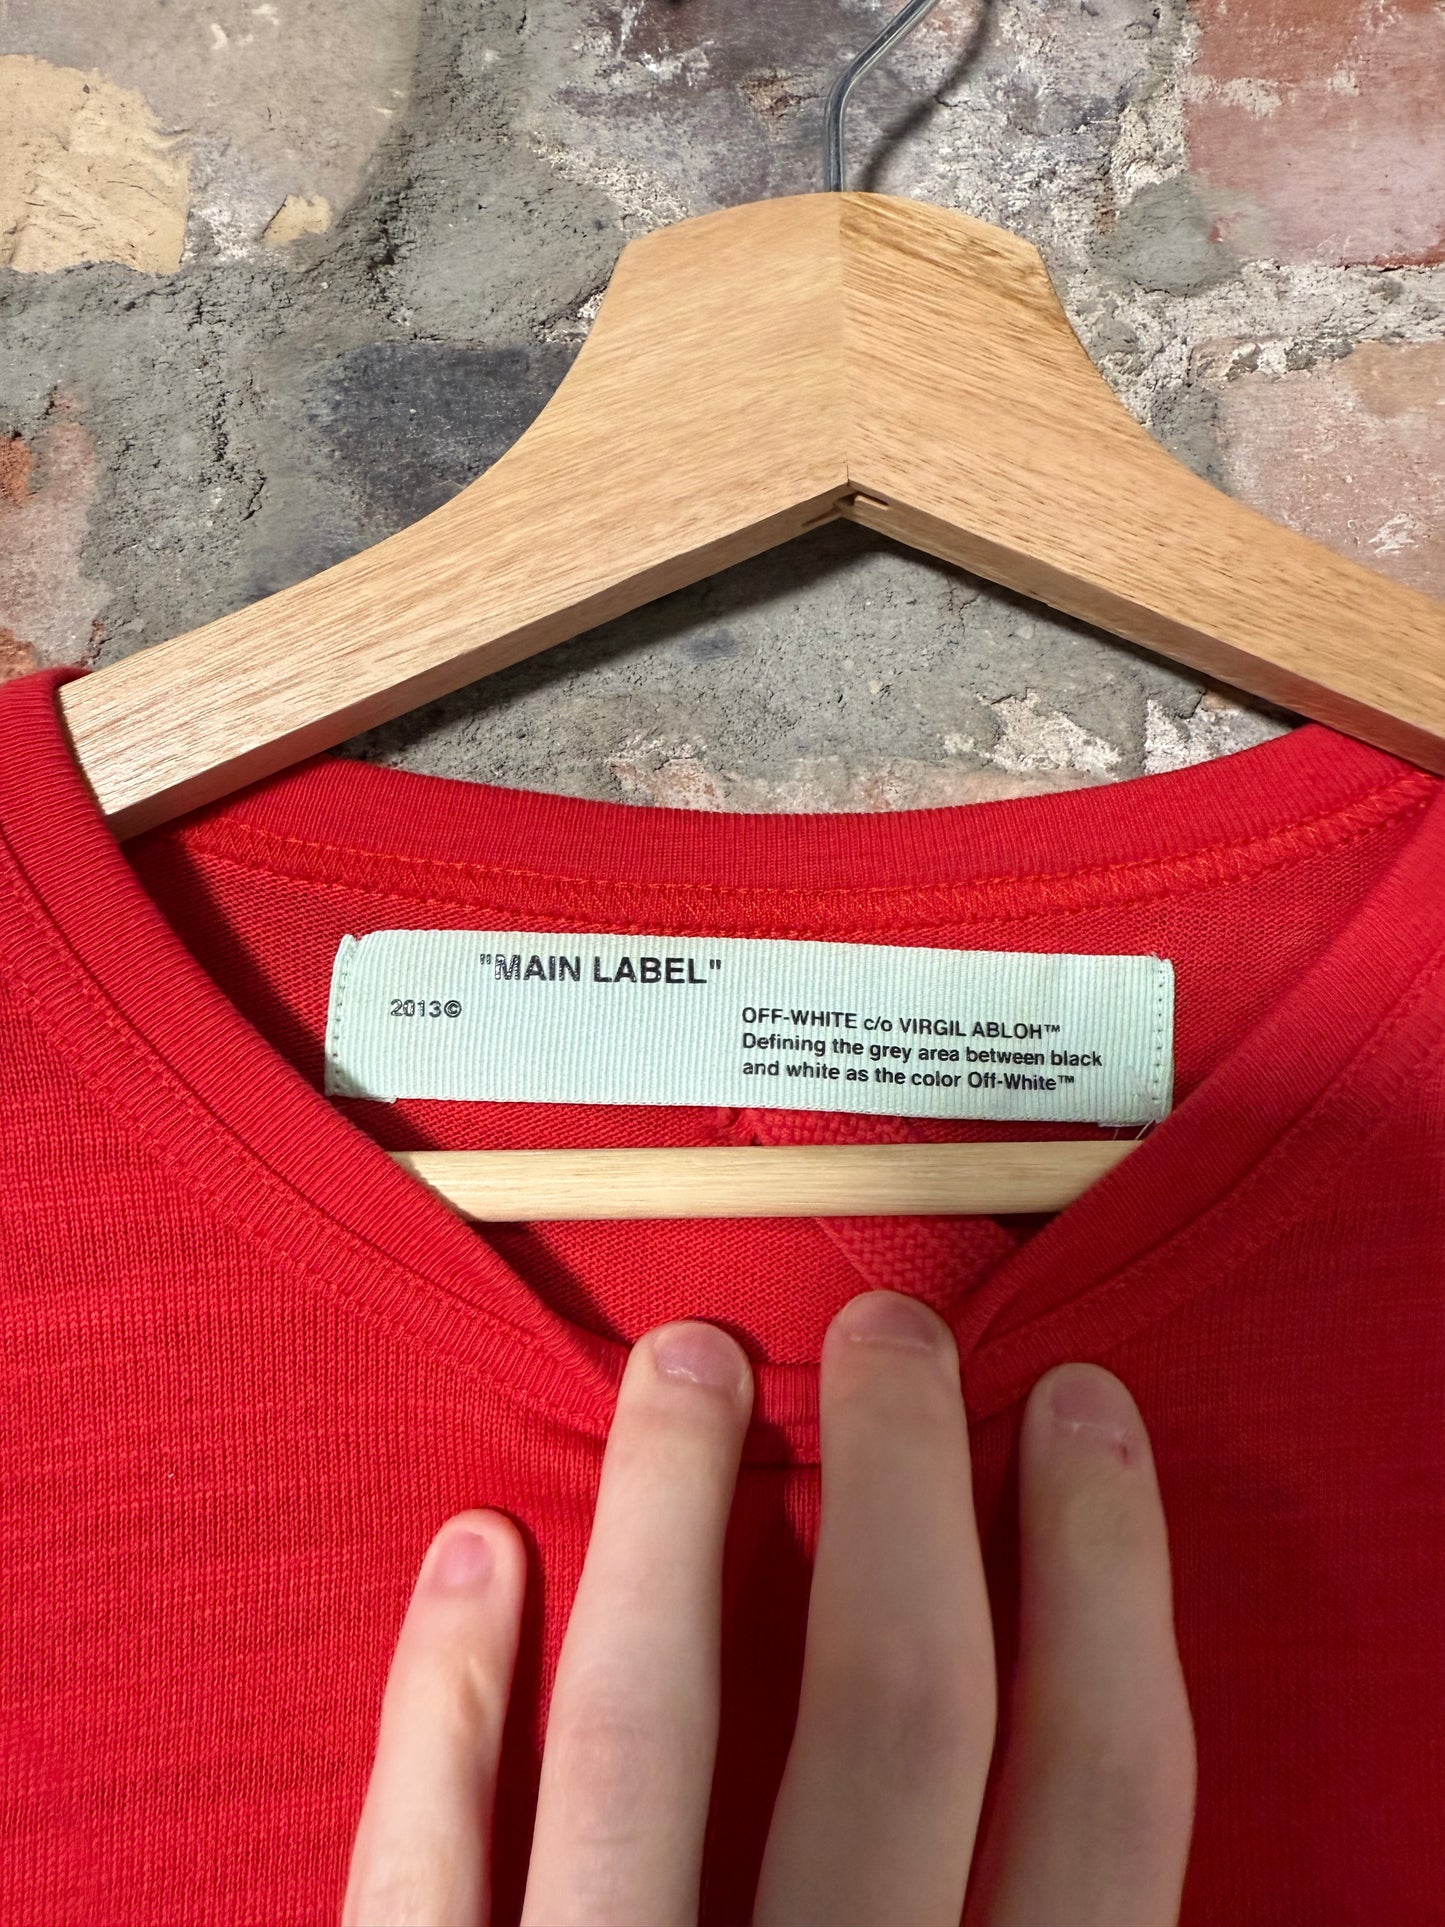 "MAIN LABEL"
2013©
OFF-WHITE c/o VIRGIL ABLOH™
Defining the grey area between black
and white as the color Off-White™